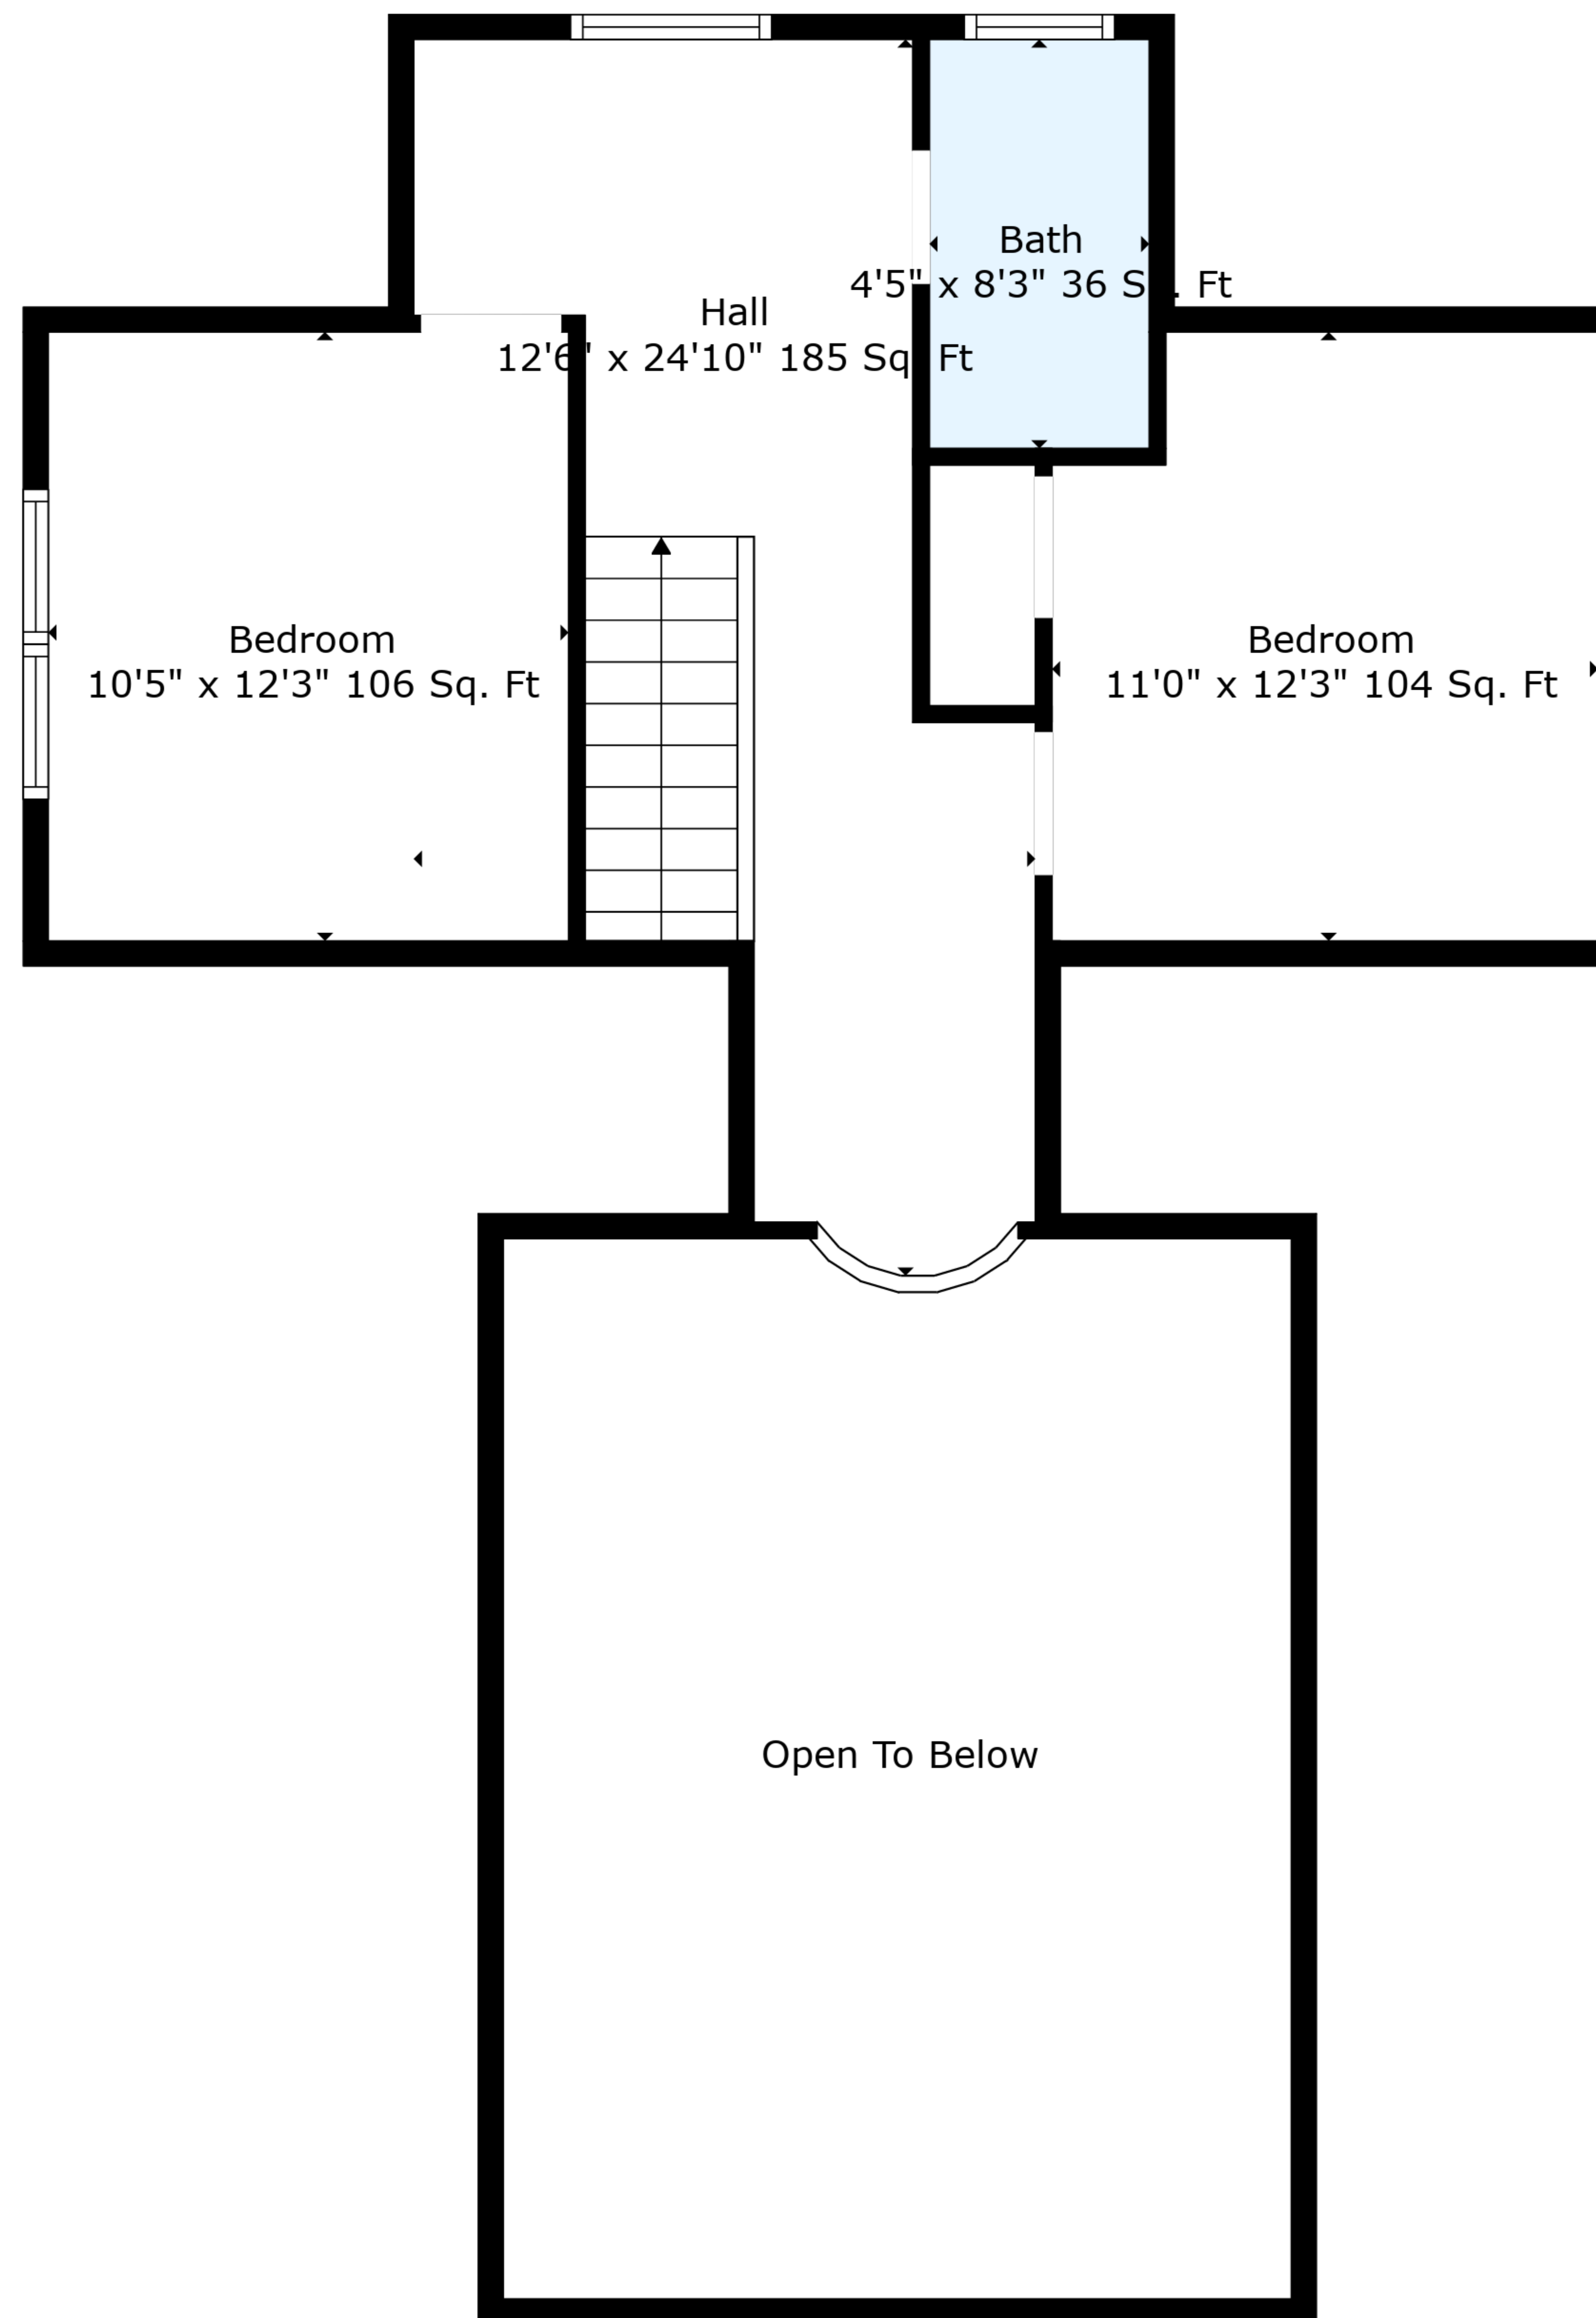 Bath
4'5" x 8'3" 36 Sq. Ft
Hall
12'6" x 24'10" 185 Sq. Ft
Bedroom
10'5" x 12'3" 106 Sq. Ft
Bedroom
11'0" x 12'3" 104 Sq. Ft
Open To Below